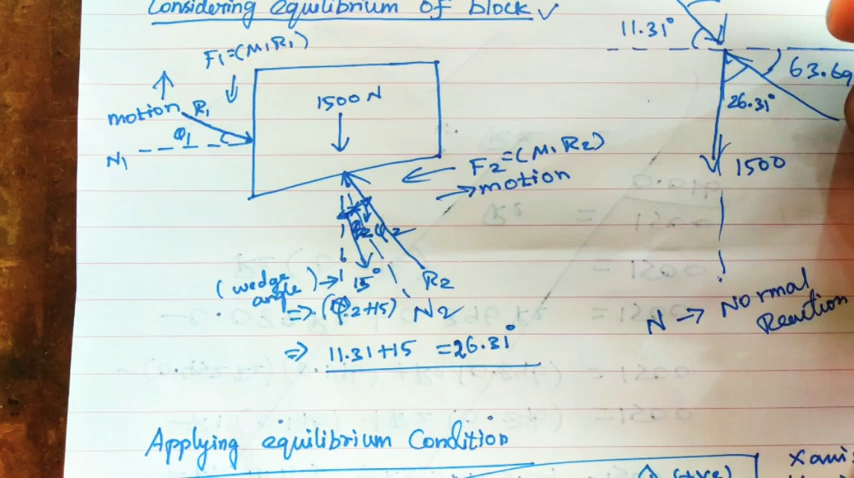 Considering equilibrium of block
F1=(M1R1)
11.31°
motion
R1
1500 N
63.69
26.31°
φ1
N1
F2=(M1R2)
motion
1500
(wedge angle)→
15°
R2
⇒ (φ2+15)
N2
N → Normal Reaction
⇒ 11.31+15 =26.31°
Applying equilibrium Condition
(+ve)